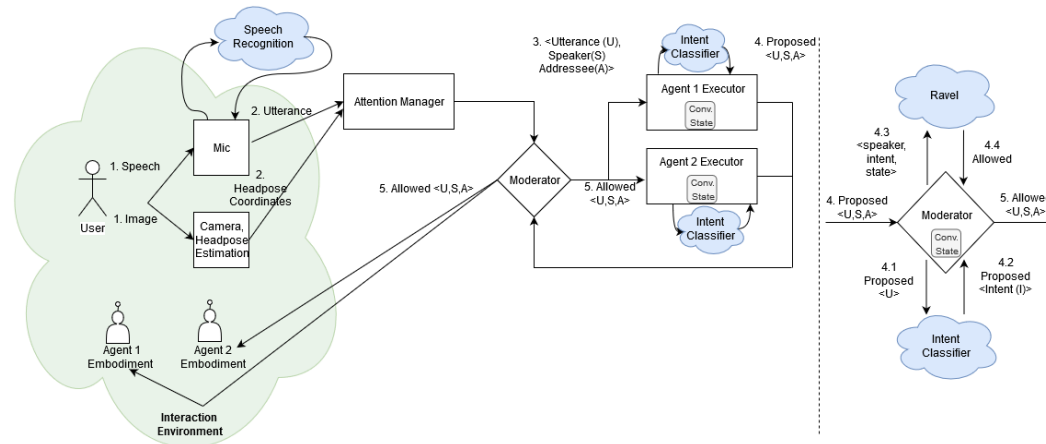 Speech
Recognition
2. Utterance
Attention Manager
Mic
1. Speech
2.
Headpose
Coordinates
User
1. Image
Camera,
Headpose
Estimation
Agent 1
Embodiment
Agent 2
Embodiment
Interaction
Environment
3. <Utterance (U),
Speaker(S)
Addressee(A)>
Intent
Classifier
4. Proposed
<U,S,A>
Agent 1 Executor
Conv.
State
Moderator
5. Allowed <U,S,A>
5. Allowed
<U,S,A>
Agent 2 Executor
Conv.
State
Intent
Classifier
Ravel
4.3
<speaker,
intent,
state>
4.4
Allowed
4. Proposed
<U,S,A>
Moderator
Conv.
State
5. Allowed
<U,S,A>
4.1
Proposed
<U>
4.2
Proposed
<Intent (I)>
Intent
Classifier